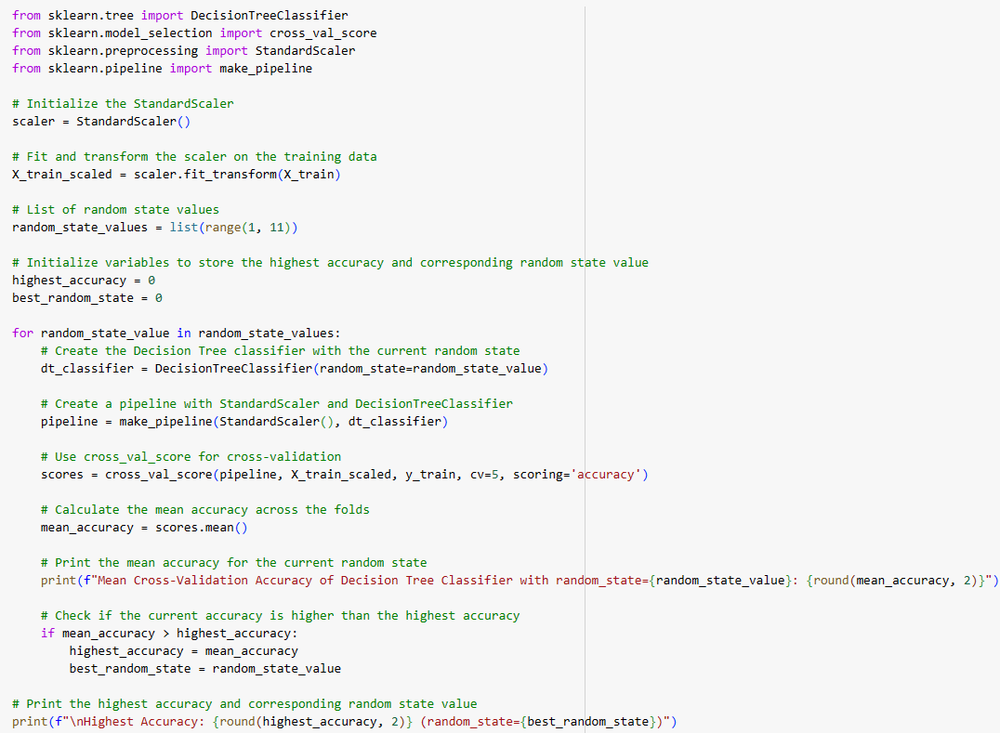 from sklearn.tree import DecisionTreeClassifier
from sklearn.model_selection import cross_val_score
from sklearn.preprocessing import StandardScaler
from sklearn.pipeline import make_pipeline

# Initialize the StandardScaler
scaler = StandardScaler()

# Fit and transform the scaler on the training data
X_train_scaled = scaler.fit_transform(X_train)

# List of random state values
random_state_values = list(range(1, 11))

# Initialize variables to store the highest accuracy and corresponding random state value
highest_accuracy = 0
best_random_state = 0

for random_state_value in random_state_values:
    # Create the Decision Tree classifier with the current random state
    dt_classifier = DecisionTreeClassifier(random_state=random_state_value)

    # Create a pipeline with StandardScaler and DecisionTreeClassifier
    pipeline = make_pipeline(StandardScaler(), dt_classifier)

    # Use cross_val_score for cross-validation
    scores = cross_val_score(pipeline, X_train_scaled, y_train, cv=5, scoring='accuracy')

    # Calculate the mean accuracy across the folds
    mean_accuracy = scores.mean()

    # Print the mean accuracy for the current random state
    print(f"Mean Cross-Validation Accuracy of Decision Tree Classifier with random_state={random_state_value}: {round(mean_accuracy, 2)}")

    # Check if the current accuracy is higher than the highest accuracy
    if mean_accuracy > highest_accuracy:
        highest_accuracy = mean_accuracy
        best_random_state = random_state_value

# Print the highest accuracy and corresponding random state value
print(f"\nHighest Accuracy: {round(highest_accuracy, 2)} (random_state={best_random_state})")